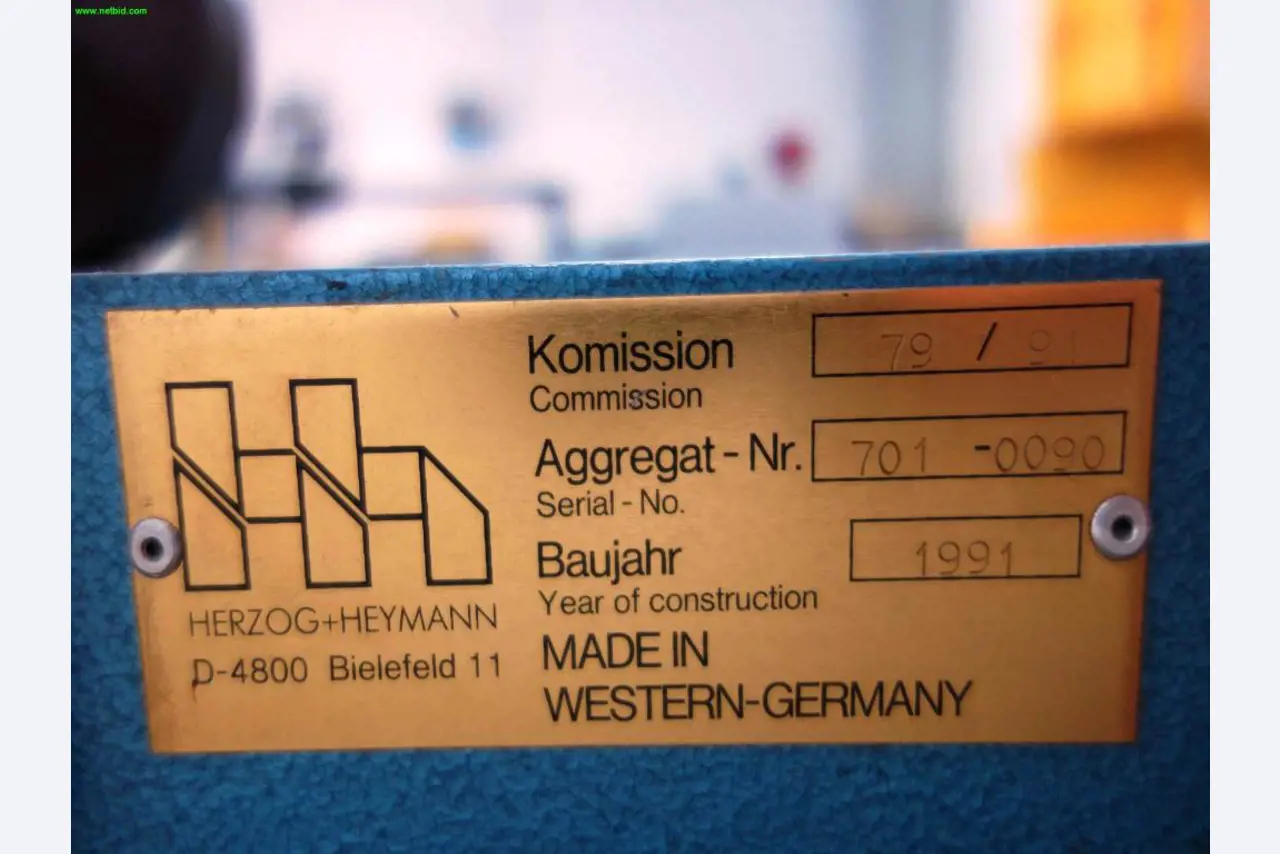 www.netbid.com
Komission 79 / 91
Commission
Aggregat - Nr. 701 -0090
Serial - No.
Baujahr 1991
Year of construction
MADE IN
WESTERN-GERMANY
HERZOG+HEYMANN
D-4800 Bielefeld 11